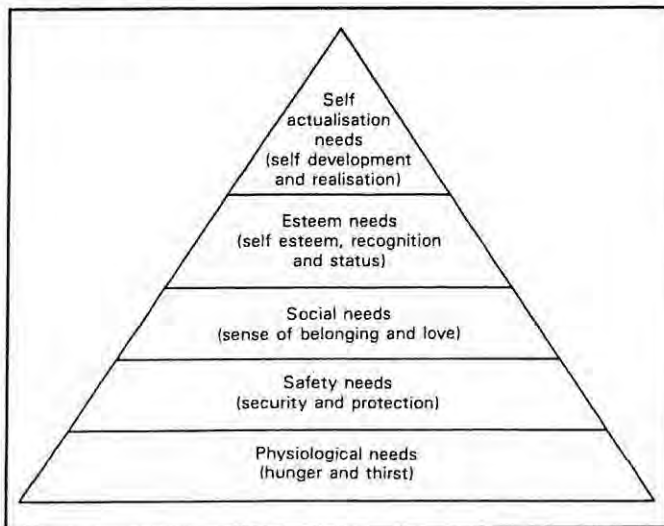 Self
actualisation
needs
(self development
and realisation)
Esteem needs
(self esteem, recognition
and status)
Social needs
(sense of belonging and love)
Safety needs
(security and protection)
Physiological needs
(hunger and thirst)